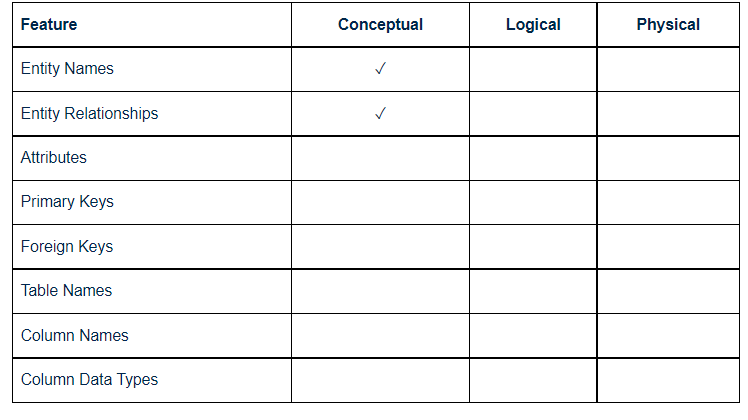 Feature Conceptual Logical Physical
Entity Names ✓
Entity Relationships ✓
Attributes
Primary Keys
Foreign Keys
Table Names
Column Names
Column Data Types